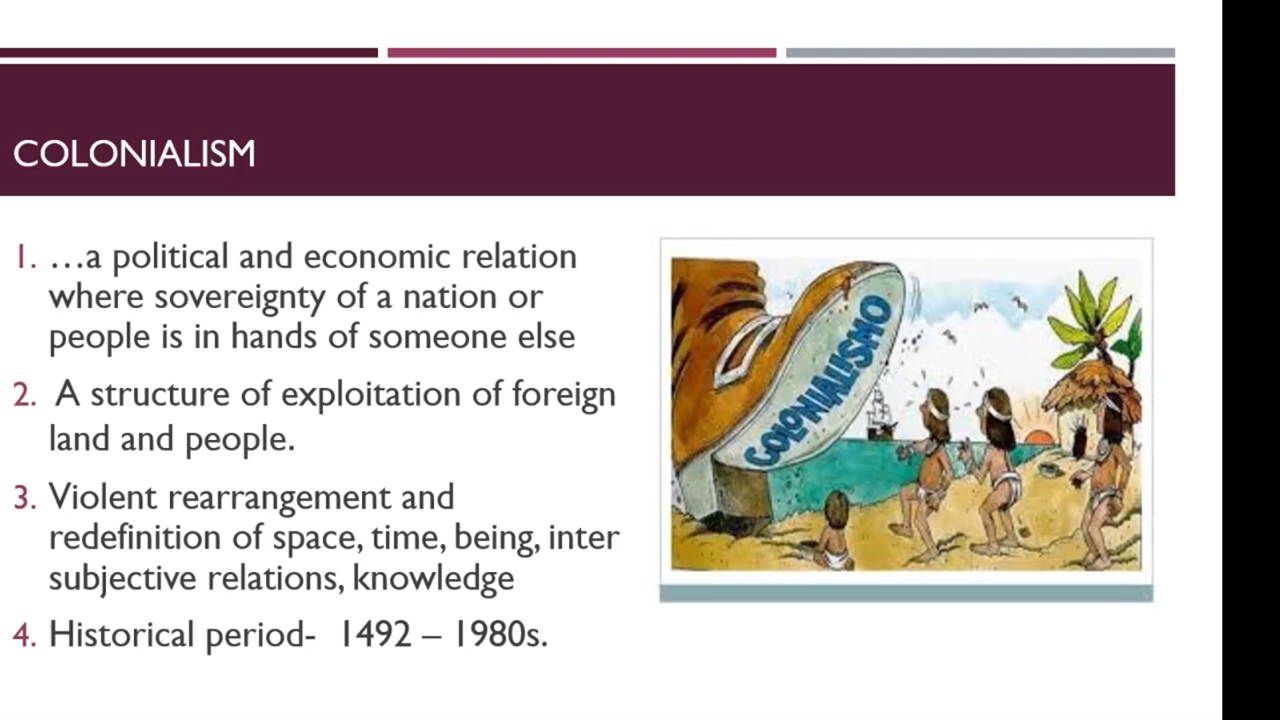 COLONIALISM
1. …a political and economic relation
where sovereignty of a nation or
people is in hands of someone else
2. A structure of exploitation of foreign
land and people.
3. Violent rearrangement and
redefinition of space, time, being, inter
subjective relations, knowledge
4. Historical period- 1492 – 1980s.
COLONIALISMO